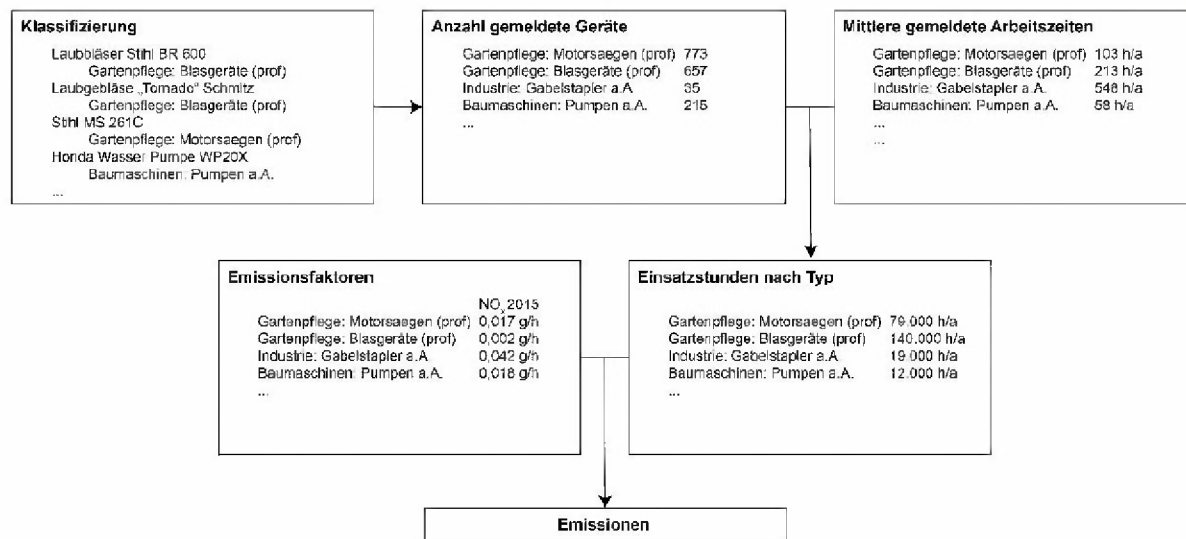 Klassifizierung
Laubbläser Stihl BR 600
Gartenpflege: Blasgeräte (prof)
Laubgebläse „Tornado“ Schmitz
Gartenpflege: Blasgeräte (prof)
Stihl MS 261C
Gartenpflege: Motorsaegen (prof)
Honda Wasser Pumpe WP20X
Baumaschinen: Pumpen a.A.
...
Anzahl gemeldete Geräte
Gartenpflege: Motorsaegen (prof) 773
Gartenpflege: Blasgeräte (prof) 657
Industrie: Gabelstapler a.A 35
Baumaschinen: Pumpen a.A. 215
...
Mittlere gemeldete Arbeitszeiten
Gartenpflege: Motorsaegen (prof) 103 h/a
Gartenpflege: Blasgeräte (prof) 213 h/a
Industrie: Gabelstapler a.A 548 h/a
Baumaschinen: Pumpen a.A. 58 h/a
...
...
Emissionsfaktoren
NOx 2015
Gartenpflege: Motorsaegen (prof) 0,017 g/h
Gartenpflege: Blasgeräte (prof) 0,002 g/h
Industrie: Gabelstapler a.A 0,042 g/h
Baumaschinen: Pumpen a.A. 0,018 g/h
...
Einsatzstunden nach Typ
Gartenpflege: Motorsaegen (prof) 79.000 h/a
Gartenpflege: Blasgeräte (prof) 140.000 h/a
Industrie: Gabelstapler a.A. 19.000 h/a
Baumaschinen: Pumpen a.A. 12.000 h/a
...
Emissionen